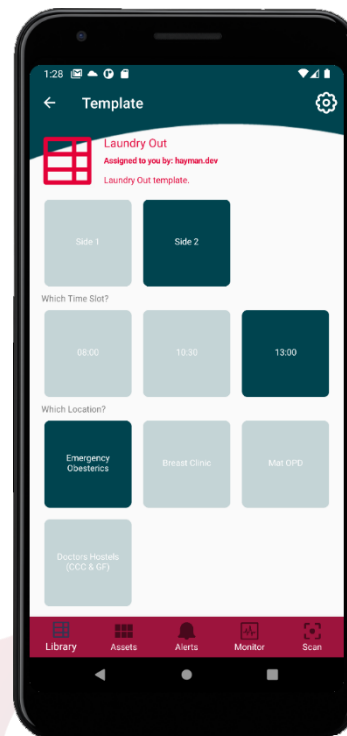 1:28
Template
Laundry Out
Assigned to you by: hayman.dev
Laundry Out template.
Side 1
Side 2
Which Time Slot?
08:00
10:30
13:00
Which Location?
Emergency
Obesterics
Breast Clinic
Mat OPD
Doctors Hostels
(CCC & GF)
Library
Assets
Alerts
Monitor
Scan